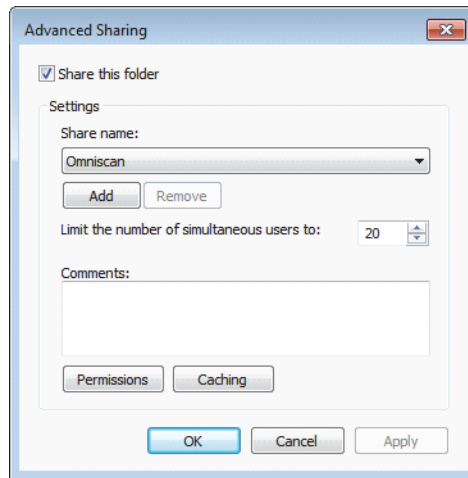 Advanced Sharing
Share this folder
Settings
Share name:
Omniscan
Add Remove
Limit the number of simultaneous users to: 20
Comments:
Permissions Caching
OK Cancel Apply